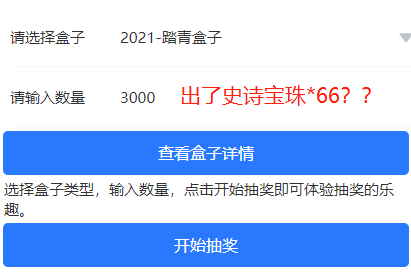 请选择盒子 2021-踏青盒子
请输入数量 3000 出了史诗宝珠*66？？
查看盒子详情
选择盒子类型，输入数量，点击开始抽奖即可体验抽奖的乐
趣。
开始抽奖